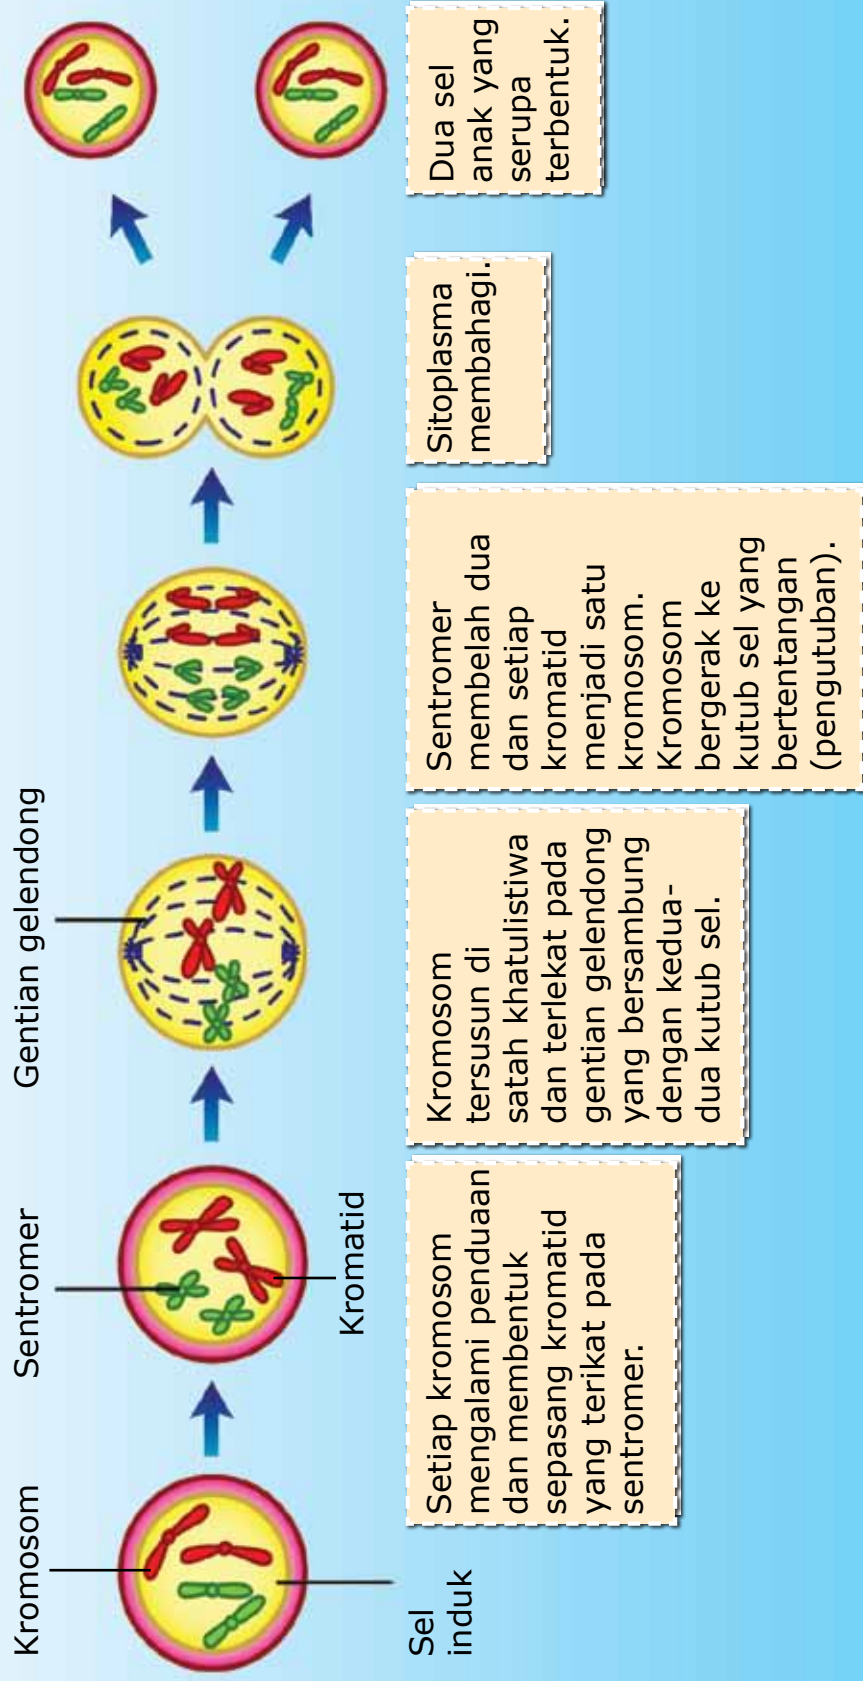 Kromosom
Sentromer
Gentian gelendong
Kromatid
Sel
induk
Setiap kromosom
mengalami penduaan
dan membentuk
sepasang kromatid
yang terikat pada
sentromer.
Kromosom
tersusun di
satah khatulistiwa
dan terlekat pada
gentian gelendong
yang bersambung
dengan kedua-
dua kutub sel.
Sentromer
membelah dua
dan setiap
kromatid
menjadi satu
kromosom.
Kromosom
bergerak ke
kutub sel yang
bertentangan
(pengutuban).
Sitoplasma
membahagi.
Dua sel
anak yang
serupa
terbentuk.